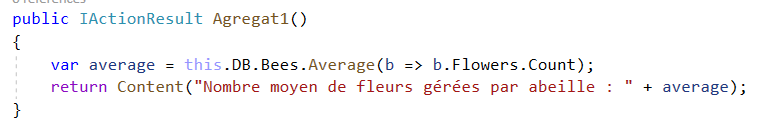 public IActionResult Agregat1()
{
var average = this.DB.Bees.Average(b => b.Flowers.Count);
return Content("Nombre moyen de fleurs gérées par abeille : " + average);
}